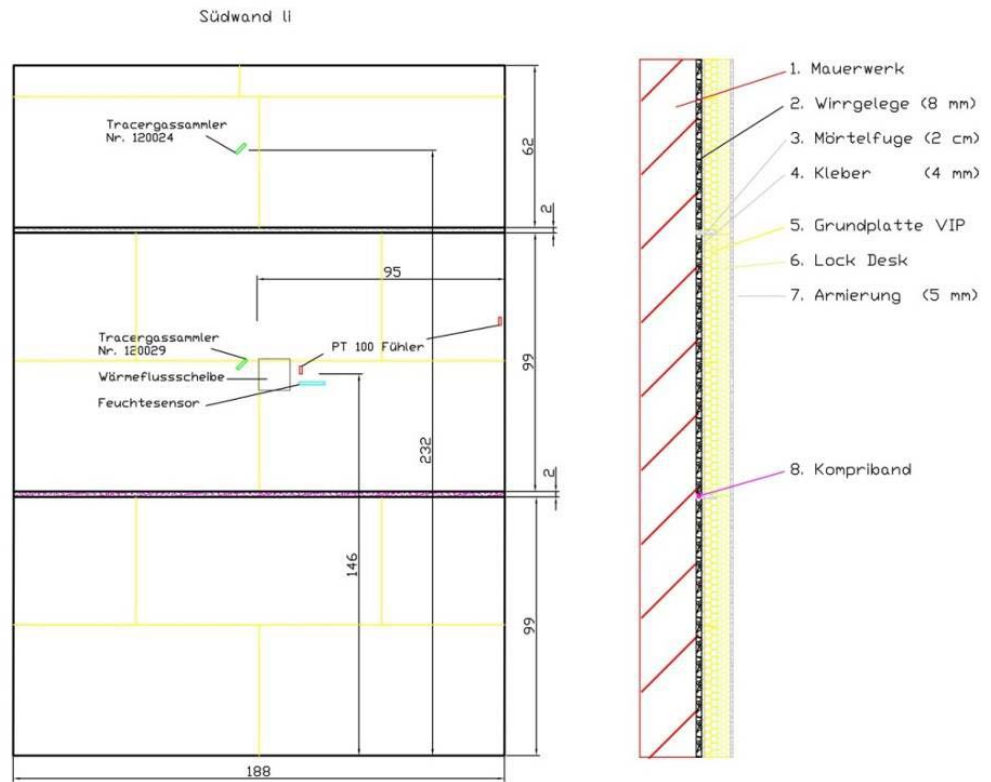 Südwand li
Tracergassammler
Nr. 120024
62
2
95
Tracergassammler
Nr. 120029
PT 100 Fühler
Wärmeflussscheibe
Feuchtesensor
99
232
2
146
99
188
1. Mauerwerk
2. Wirrgelege (8 mm)
3. Mörtelfuge (2 cm)
4. Kleber (4 mm)
5. Grundplatte VIP
6. Lock Desk
7. Armierung (5 mm)
8. Kompriband